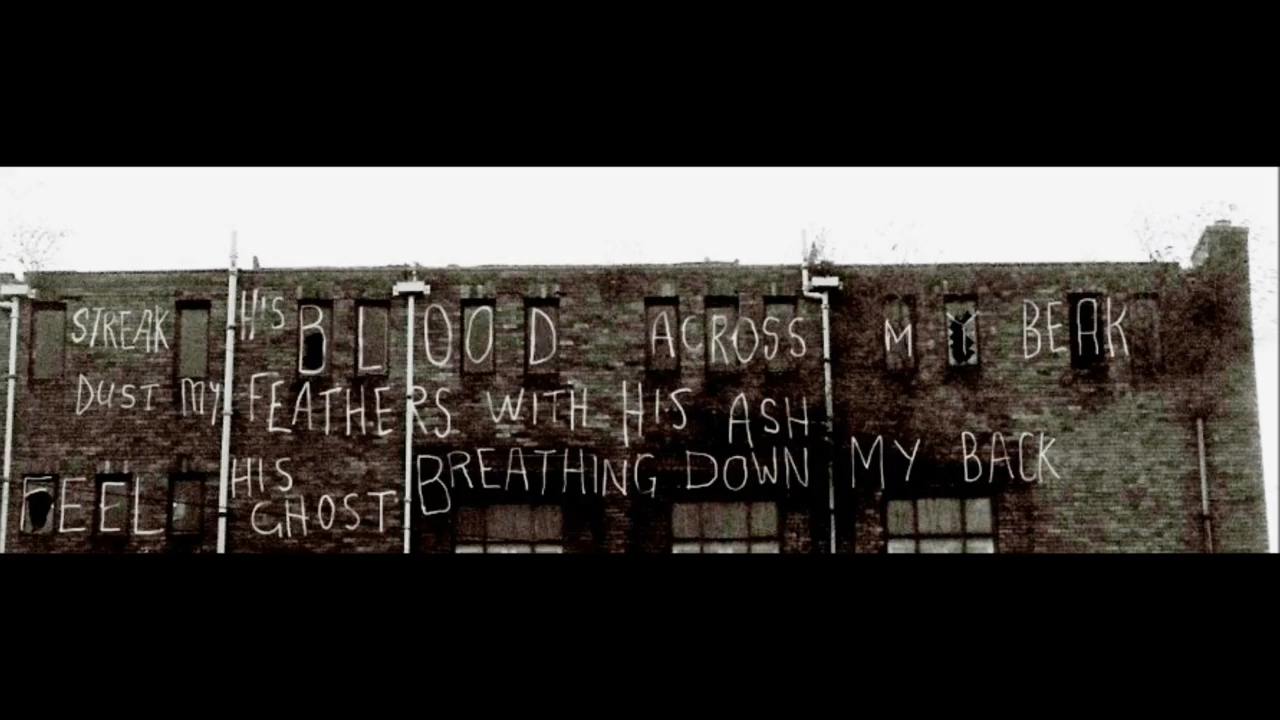 STREAK HIS BLOOD ACROSS MY BEAK
DUST MY FEATHERS WITH HIS ASH
FEEL HIS GHOST BREATHING DOWN MY BACK